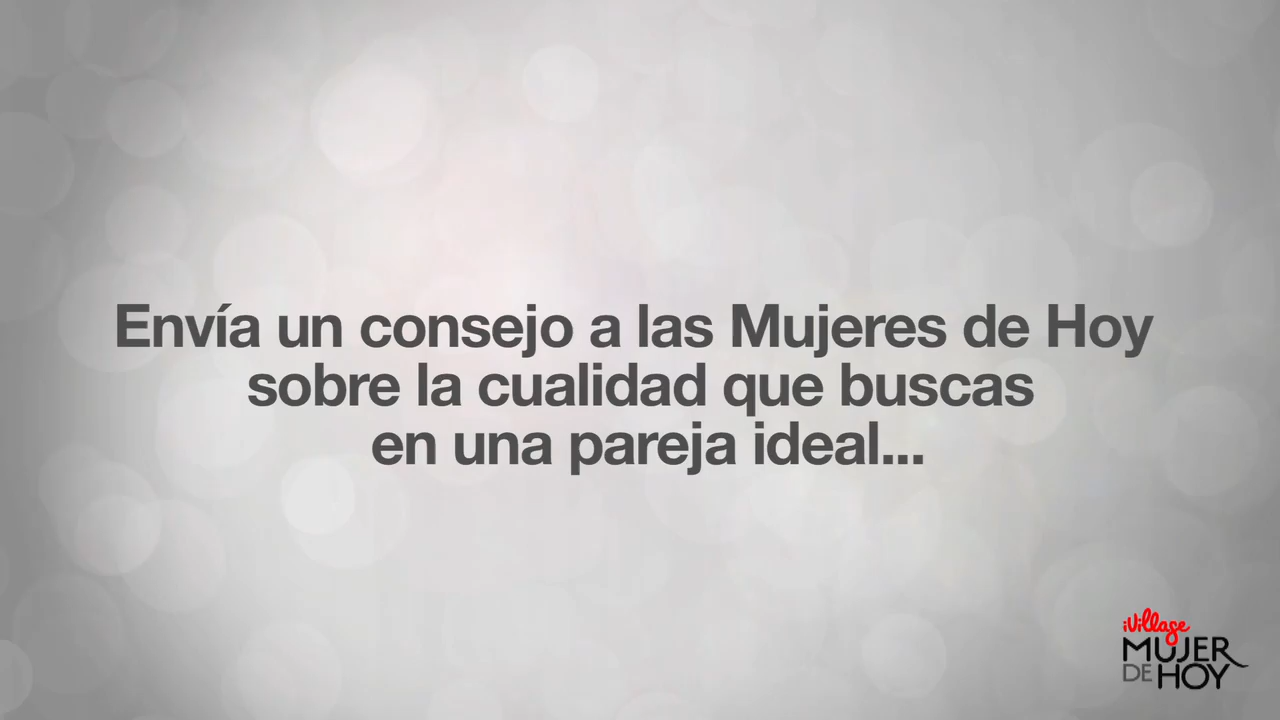 Envía un consejo a las Mujeres de Hoy
sobre la cualidad que buscas
en una pareja ideal...
iVillage
MUJER
DE HOY